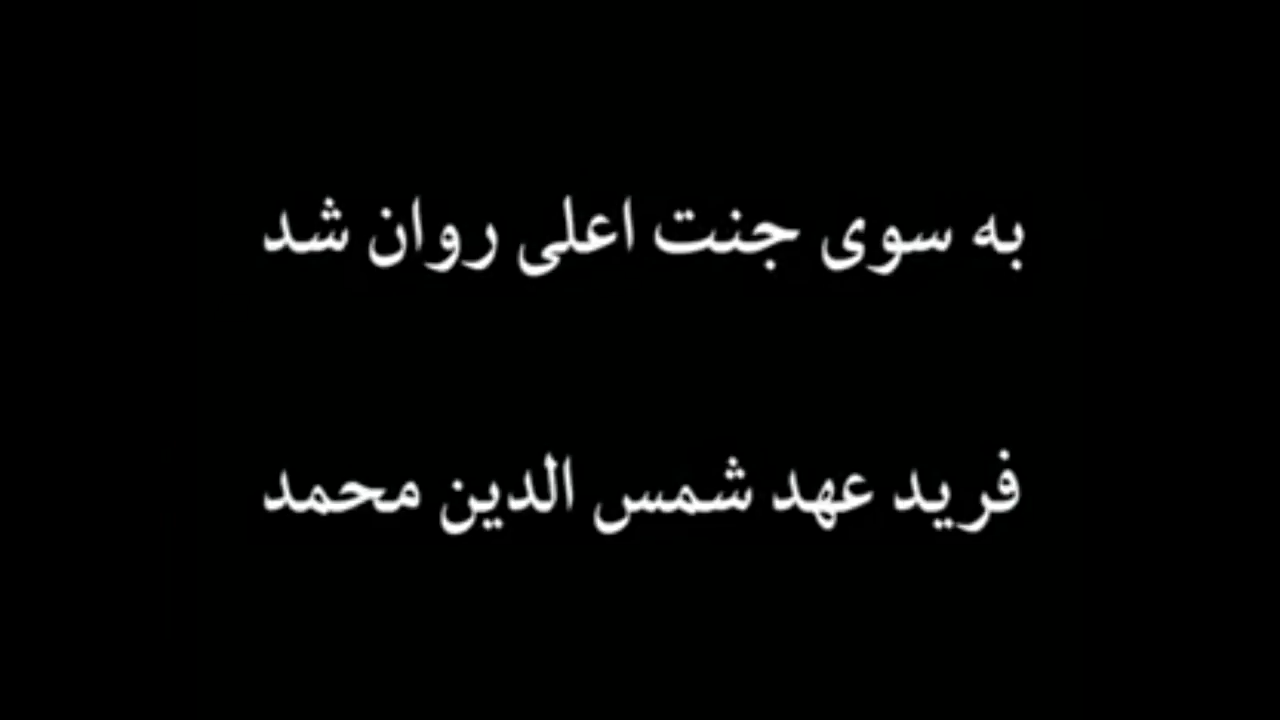 به سوی جنت اعلی روان شد
فرید عهد شمس الدین محمد